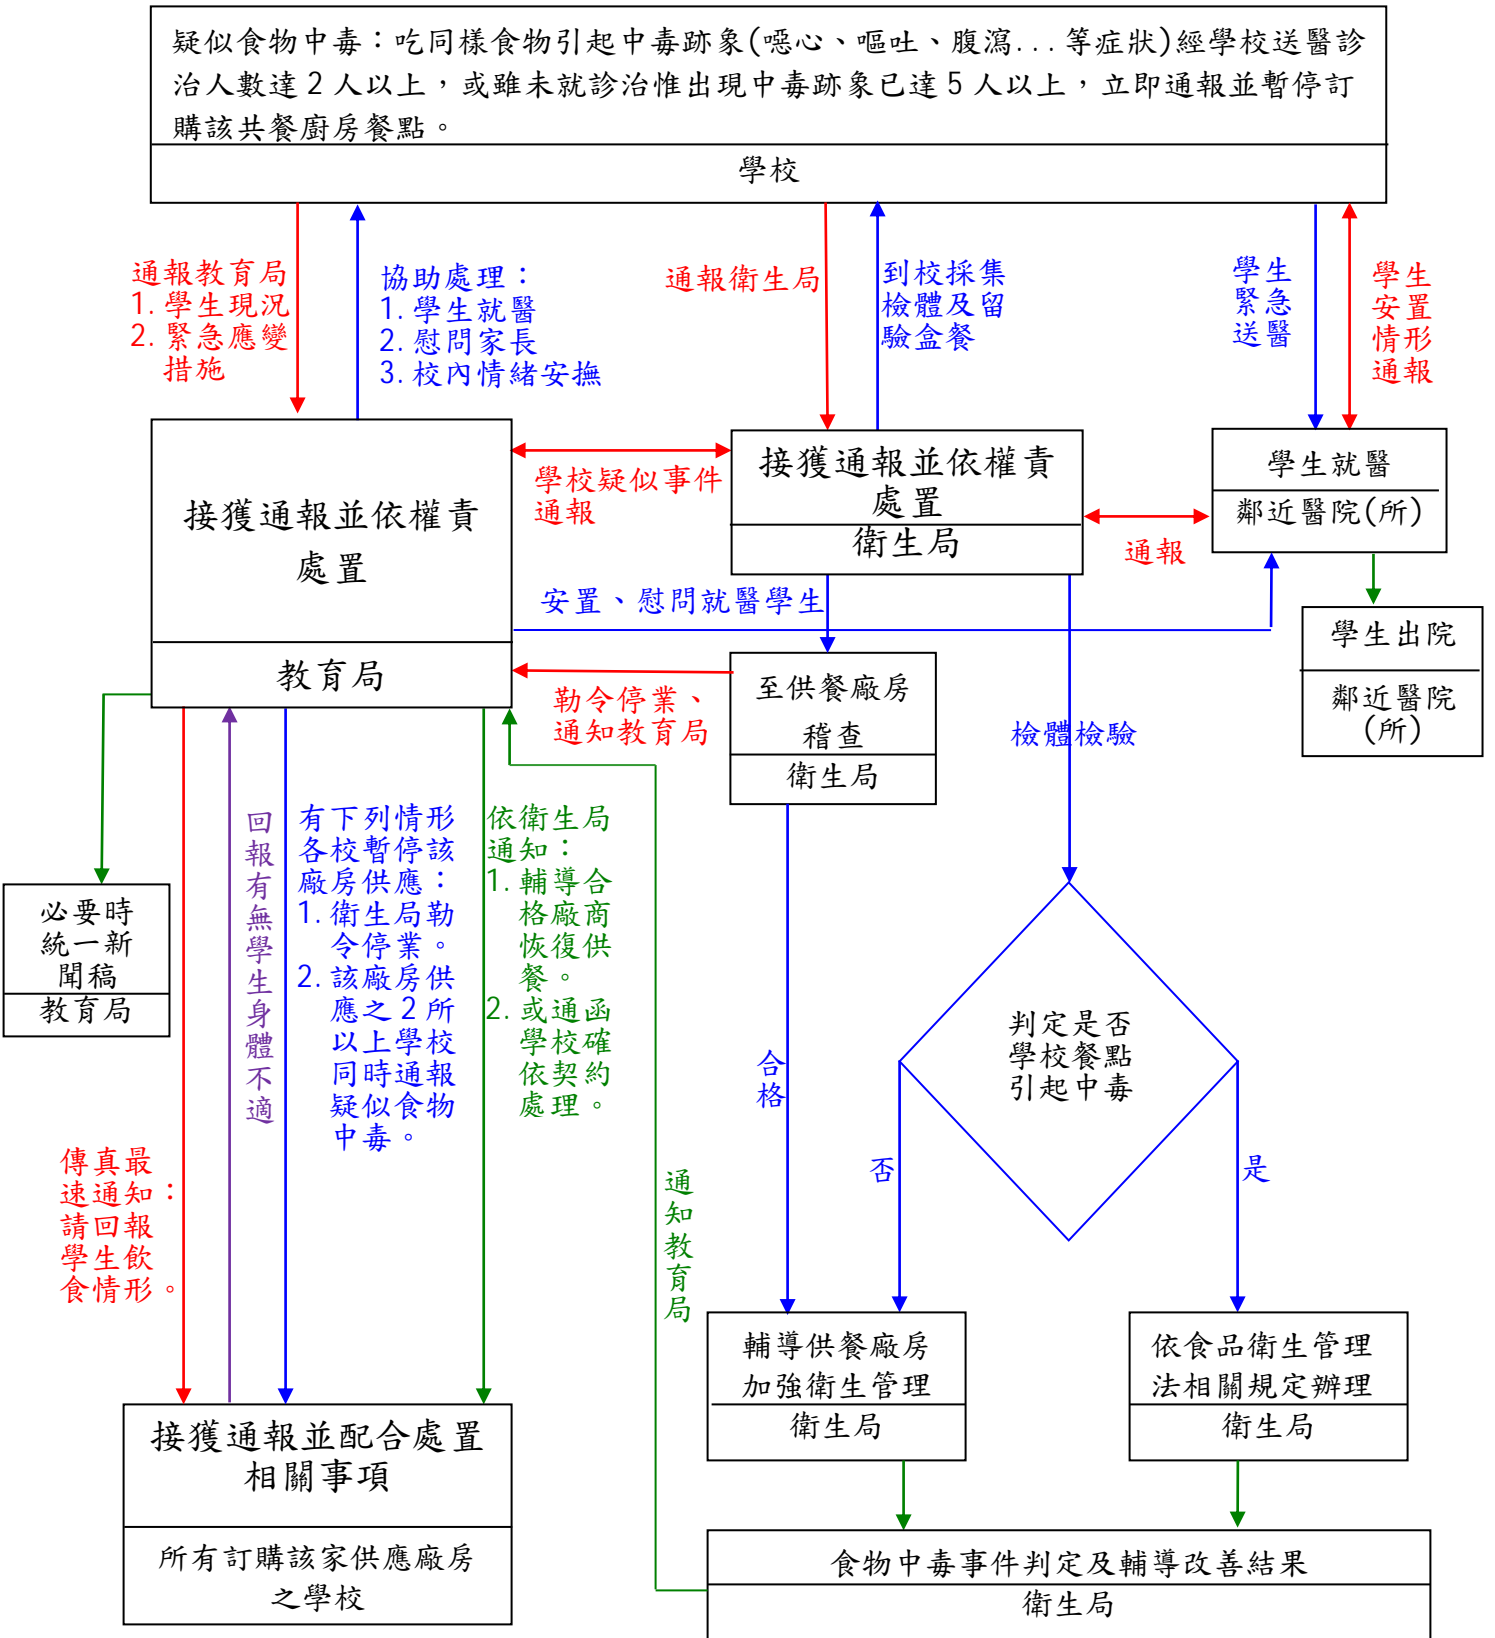 疑似食物中毒：吃同樣食物引起中毒跡象(噁心、嘔吐、腹瀉...等症狀)經學校送醫診
治人數達2人以上，或雖未就診治惟出現中毒跡象已達5人以上，立即通報並暫停訂
購該共餐廚房餐點。
學校
通報教育局
1.學生現況
2.緊急應變
措施
協助處理：
1.學生就醫
2.慰問家長
3.校內情緒安撫
通報衛生局
到校採集
檢體及留
驗盒餐
學生
緊急
送醫
學生
安置
情形
通報
接獲通報並依權責
處置
教育局
學校疑似事件
通報
接獲通報並依權責
處置
衛生局
通報
學生就醫
鄰近醫院(所)
安置、慰問就醫學生
學生出院
鄰近醫院
(所)
勒令停業、
通知教育局
至供餐廠房
稽查
衛生局
檢體檢驗
必要時
統一新
聞稿
教育局
回報有無學生身體不適
有下列情形
各校暫停該
廠房供應：
1.衛生局勒
令停業。
2.該廠房供
應之2所
以上學校
同時通報
疑似食物
中毒。
依衛生局
通知：
1.輔導合
格廠商
恢復供
餐。
2.或通函
學校確
依契約
處理。
合格
判定是否
學校餐點
引起中毒
否
是
傳真最
速通知：
請回報
學生飲
食情形。
通知教育局
輔導供餐廠房
加強衛生管理
衛生局
依食品衛生管理
法相關規定辦理
衛生局
接獲通報並配合處置
相關事項
所有訂購該家供應廠房
之學校
食物中毒事件判定及輔導改善結果
衛生局